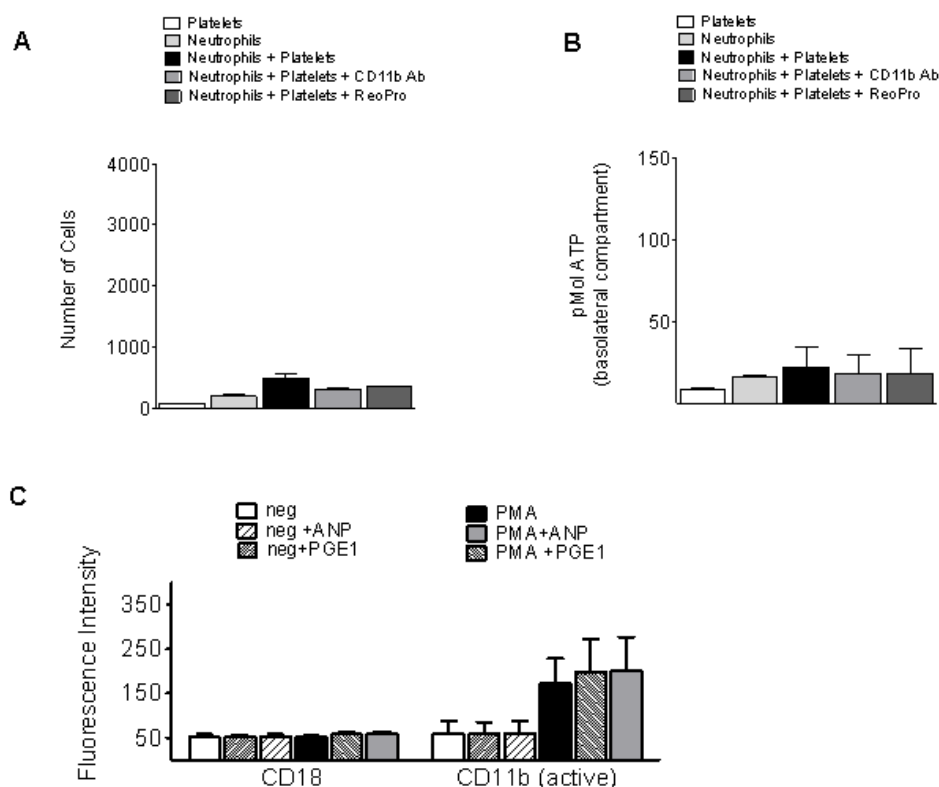 A
Platelets
Neutrophils
Neutrophils + Platelets
Neutrophils + Platelets + CD11b Ab
Neutrophils + Platelets + ReoPro
Number of Cells
4000
3000
2000
1000
0
B
Platelets
Neutrophils
Neutrophils + Platelets
Neutrophils + Platelets + CD11b Ab
Neutrophils + Platelets + ReoPro
pMol ATP
(basolateral compartment)
150
100
50
C
neg
neg +ANP
neg+PGE1
PMA
PMA+ANP
PMA +PGE1
Fluorescence Intensity
350
250
150
50
CD18
CD11b (active)